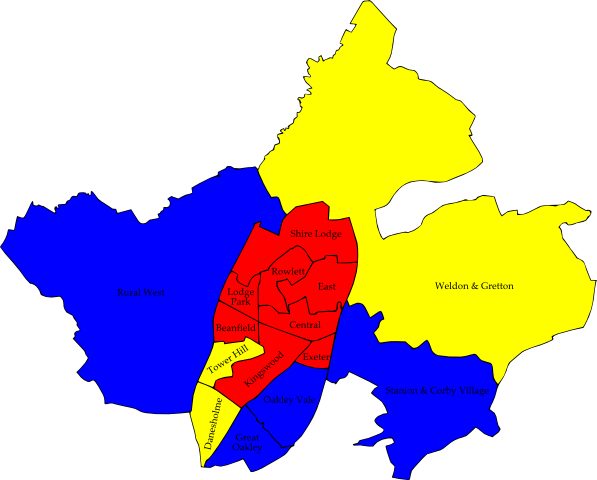 Shire Lodge
Rowlett
Rural West
Lodge
Park
East
Weldon & Gretton
Beanfield
Central
Tower Hill
Kingswood
Exeter
Stanion & Corby Villages
Oakley Vale
Danesholme
Great
Oakley